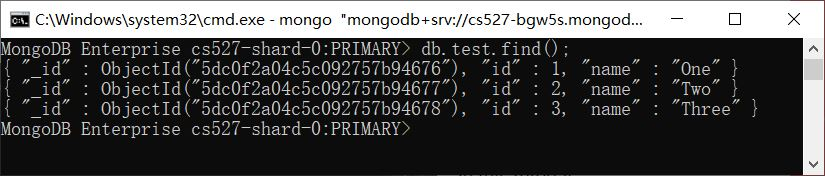 C:\Windows\system32\cmd.exe - mongo "mongodb+srv://cs527-bgw5s.mongod...
MongoDB Enterprise cs527-shard-0:PRIMARY> db.test.find();
{ "_id" : ObjectId("5dc0f2a04c5c092757b94676"), "id" : 1, "name" : "One" }
{ "_id" : ObjectId("5dc0f2a04c5c092757b94677"), "id" : 2, "name" : "Two" }
{ "_id" : ObjectId("5dc0f2a04c5c092757b94678"), "id" : 3, "name" : "Three" }
MongoDB Enterprise cs527-shard-0:PRIMARY>